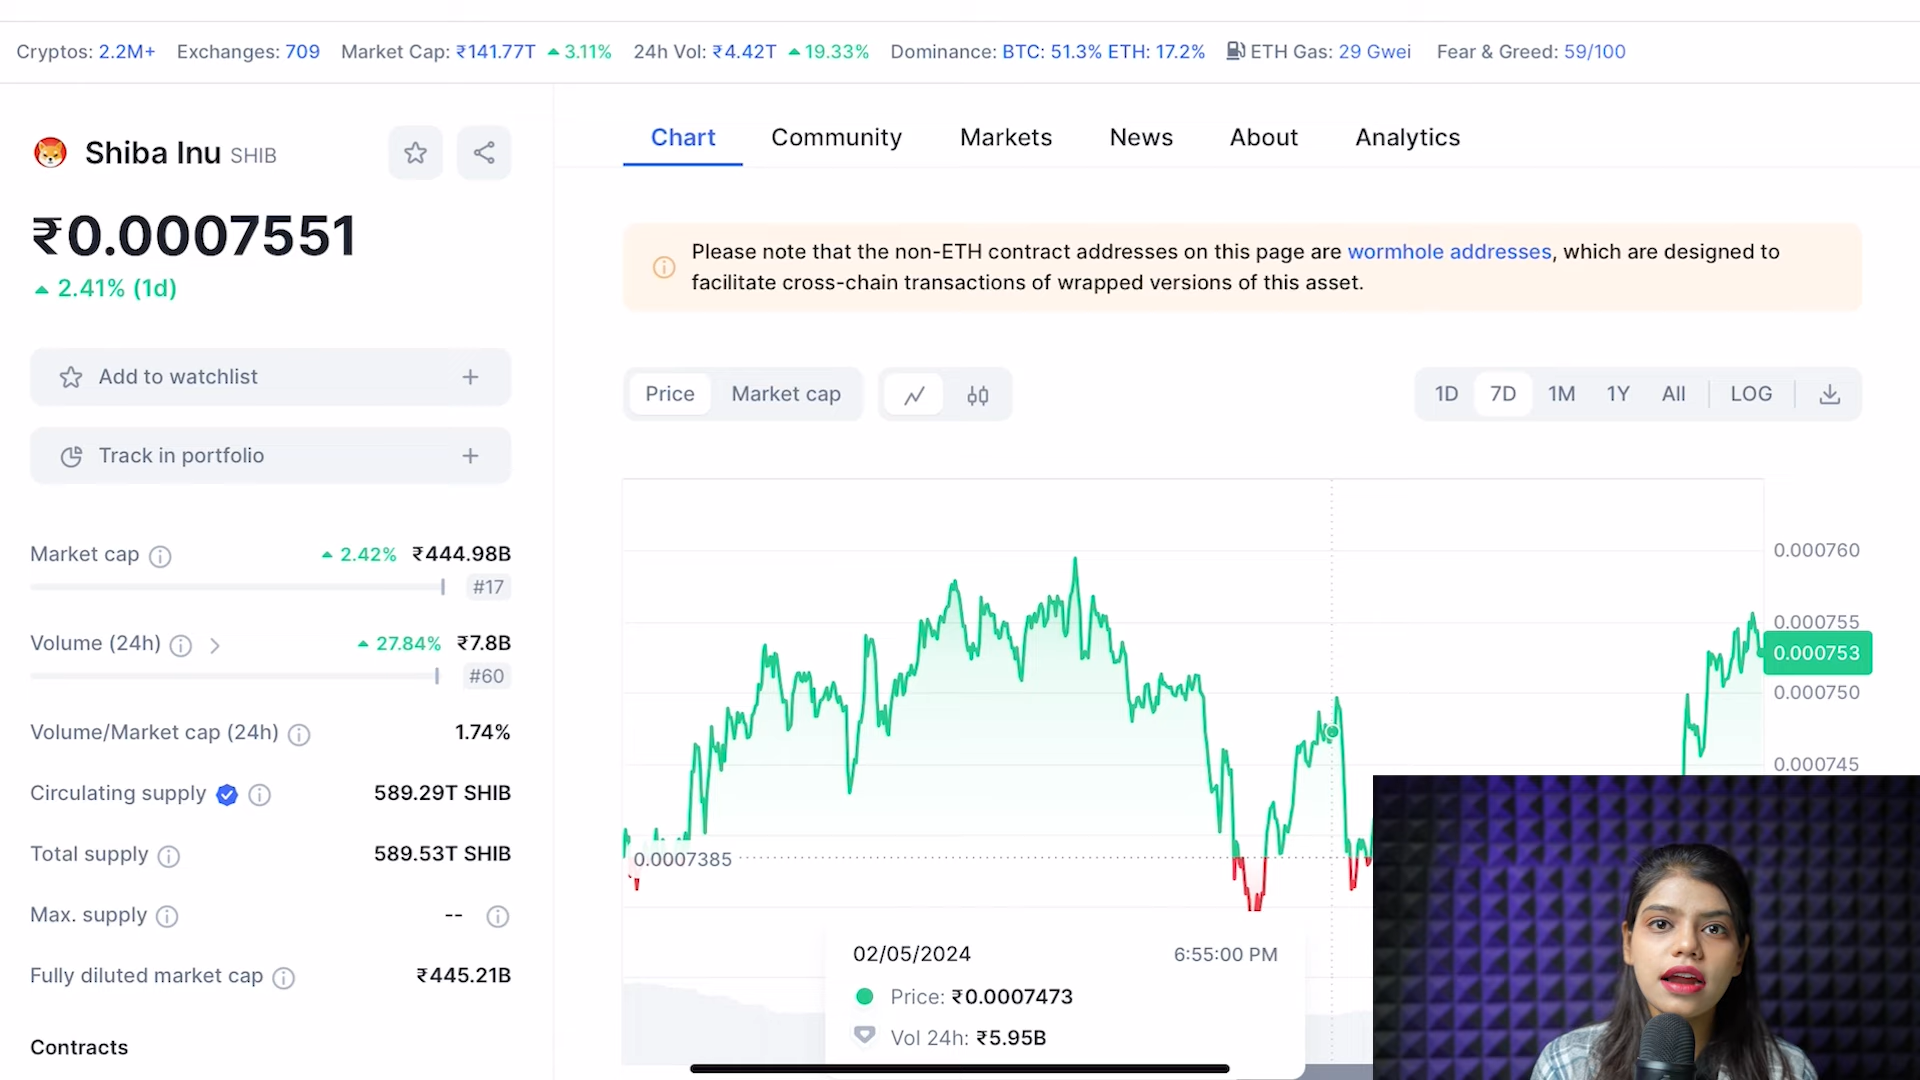 Cryptos: 2.2M+ Exchanges: 709 Market Cap: ₹141.77T 3.11% 24h Vol: ₹4.42T 19.33% Dominance: BTC: 51.3% ETH: 17.2% ETH Gas: 29 Gwei Fear & Greed: 59/100
Shiba Inu SHIB
₹0.0007551
2.41% (1d)
Add to watchlist
Track in portfolio
Market cap 2.42% ₹444.98B
#17
Volume (24h) 27.84% ₹7.8B
#60
Volume/Market cap (24h) 1.74%
Circulating supply 589.29T SHIB
Total supply 589.53T SHIB
Max. supply --
Fully diluted market cap ₹445.21B
Contracts
Chart Community Markets News About Analytics
Please note that the non-ETH contract addresses on this page are wormhole addresses, which are designed to
facilitate cross-chain transactions of wrapped versions of this asset.
Price Market cap 1D 7D 1M 1Y All LOG
0.000760
0.000755
0.000753
0.000750
0.000745
0.0007385
02/05/2024 6:55:00 PM
Price: ₹0.0007473
Vol 24h: ₹5.95B